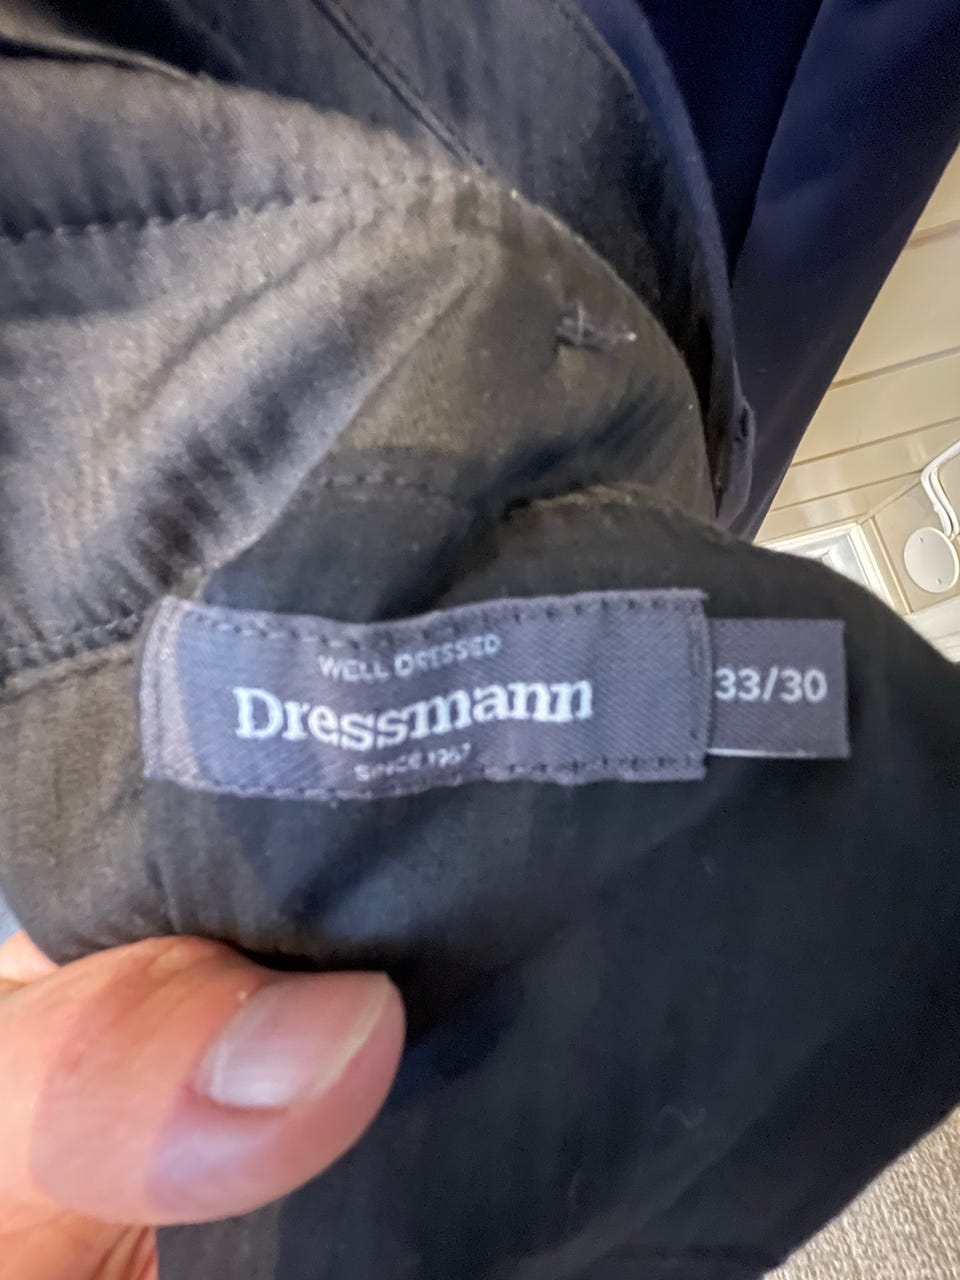 WELL DRESSED
Dressmann
SINCE 1967
33/30